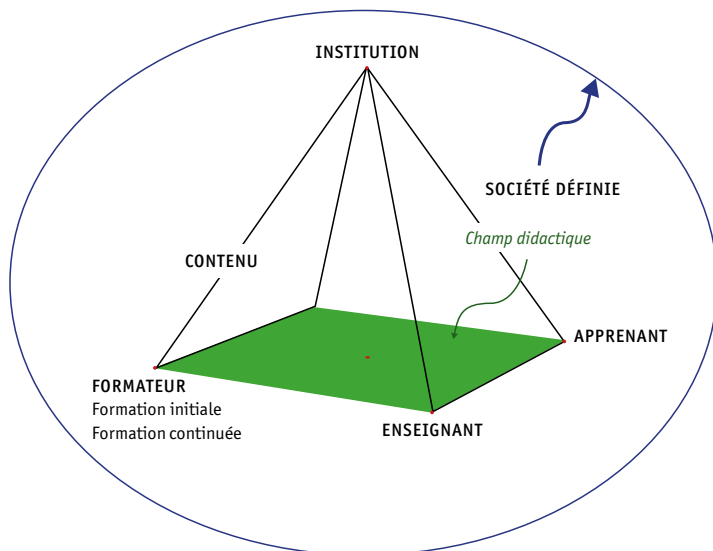 INSTITUTION
SOCIÉTÉ DÉFINIE
Champ didactique
CONTENU
APPRENANT
FORMATEUR
Formation initiale
Formation continuée
ENSEIGNANT